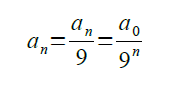 aₙ = aₙ/9 = a₀/9ⁿ